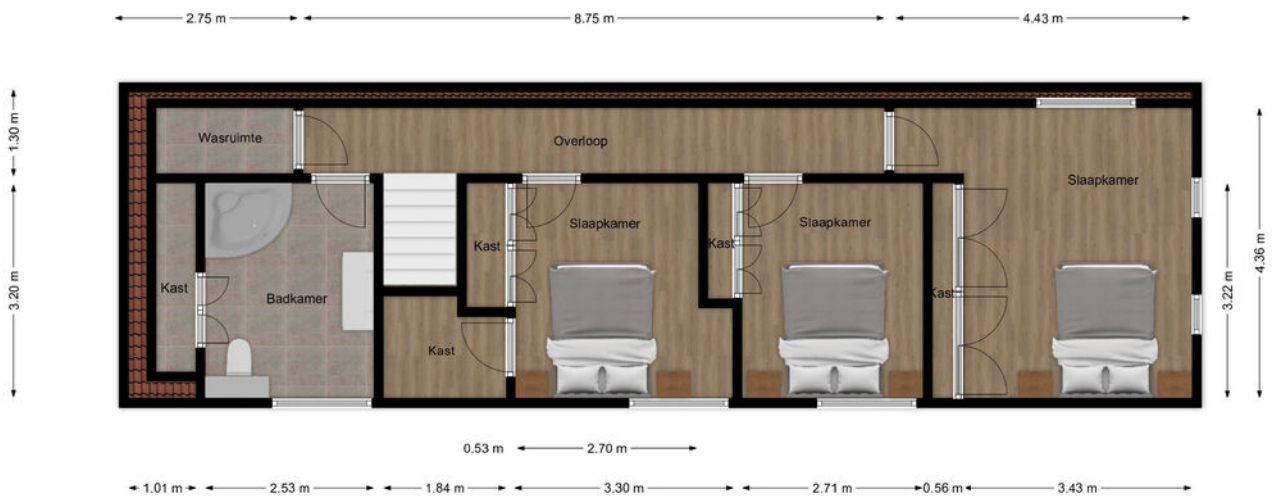 2.75 m 8.75 m 4.43 m
1.30 m
3.20 m
Wasruimte
Overloop
Slaapkamer
Slaapkamer
Slaapkamer
Kast
Kast
Kast
Badkamer
Kast
Kast
3.22 m
4.36 m
0.53 m 2.70 m
1.01 m 2.53 m 1.84 m 3.30 m 2.71 m 0.56 m 3.43 m